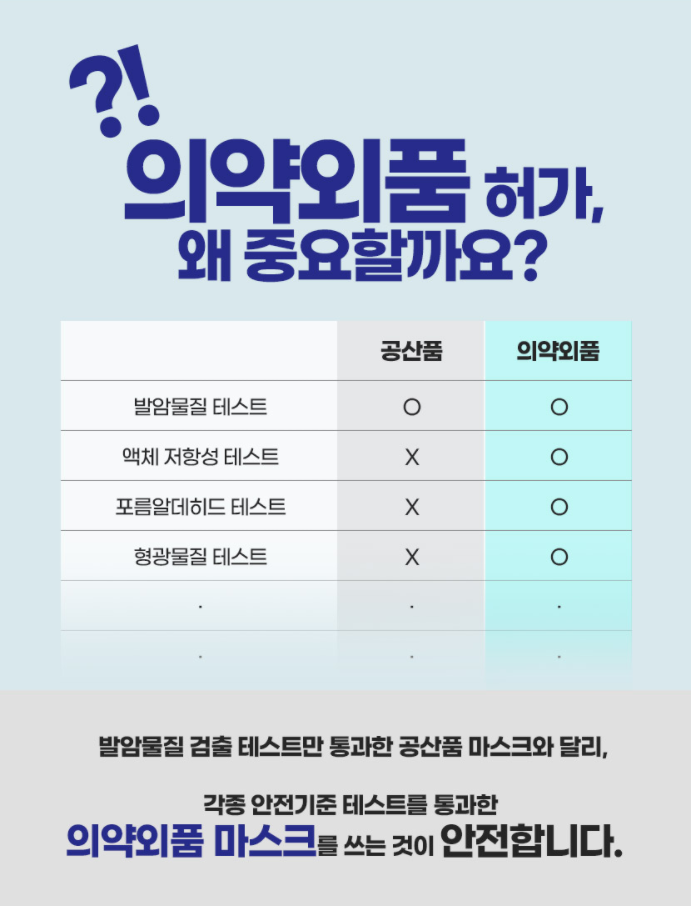 ?!
의약외품 허가,
왜 중요할까요?
공산품 의약외품
발암물질 테스트 O O
액체 저항성 테스트 X O
포름알데히드 테스트 X O
형광물질 테스트 X O
. . .
. . .
발암물질 검출 테스트만 통과한 공산품 마스크와 달리,
각종 안전기준 테스트를 통과한
의약외품 마스크를 쓰는 것이 안전합니다.